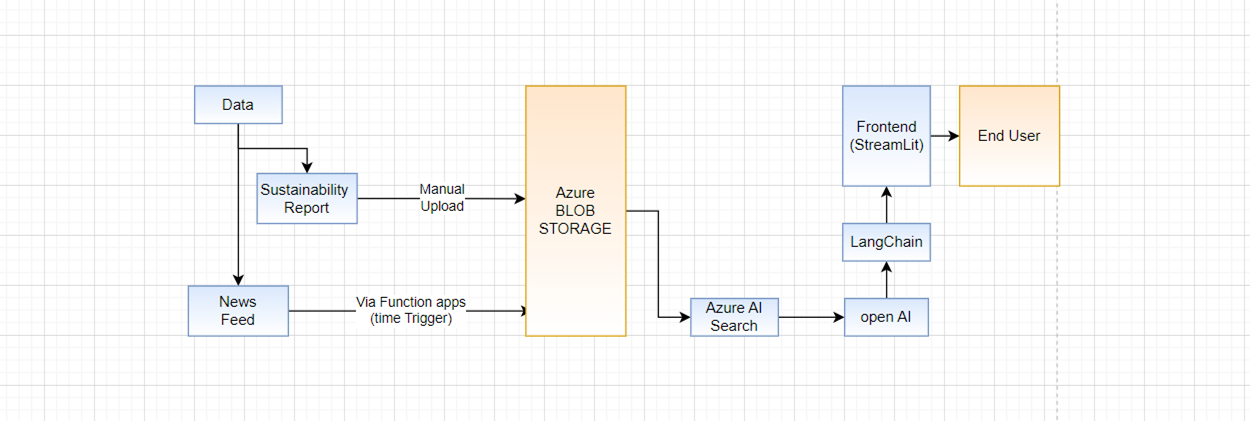 Data
Sustainability
Report
Manual
Upload
News
Feed
Via Function apps
(time Trigger)
Azure
BLOB
STORAGE
Azure AI
Search
open AI
LangChain
Frontend
(StreamLit)
End User